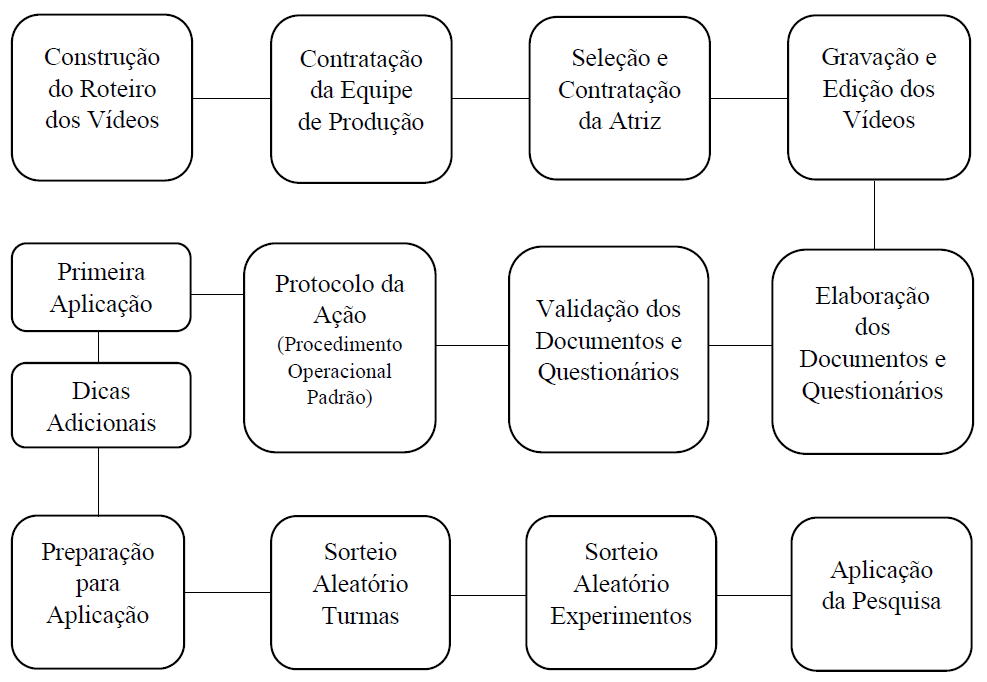 Construção
do Roteiro
dos Vídeos
Contratação
da Equipe
de Produção
Seleção e
Contratação
da Atriz
Gravação e
Edição dos
Vídeos
Elaboração
dos
Documentos e
Questionários
Validação dos
Documentos e
Questionários
Protocolo da
Ação
(Procedimento
Operacional
Padrão)
Primeira
Aplicação
Dicas
Adicionais
Preparação
para
Aplicação
Sorteio
Aleatório
Turmas
Sorteio
Aleatório
Experimentos
Aplicação
da Pesquisa